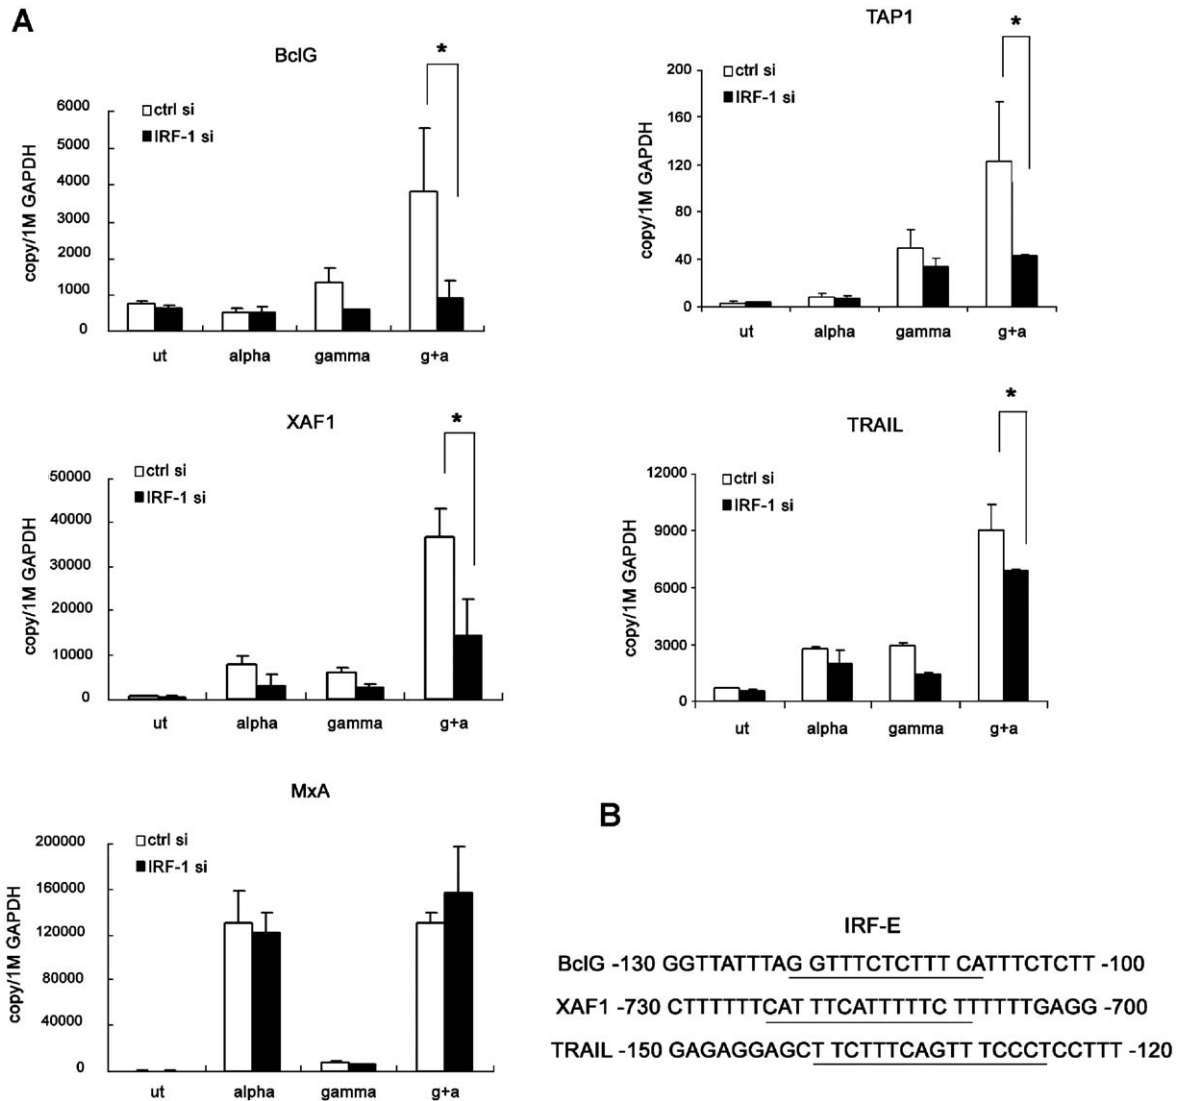 A
BclG
*
ctrl si
IRF-1 si
copy/1M GAPDH
6000
5000
4000
3000
2000
1000
0
ut alpha gamma g+a
TAP1
*
ctrl si
IRF-1 si
copy/1M GAPDH
200
160
120
80
40
0
ut alpha gamma g+a
XAF1
*
ctrl si
IRF-1 si
copy/1M GAPDH
50000
40000
30000
20000
10000
0
ut alpha gamma g+a
TRAIL
*
ctrl si
IRF-1 si
copy/1M GAPDH
12000
9000
6000
3000
0
ut alpha gamma g+a
MxA
ctrl si
IRF-1 si
copy/1M GAPDH
200000
160000
120000
80000
40000
0
ut alpha gamma g+a
B
IRF-E
BclG -130 GGTTATTTAG GTTTCTCTTT CATTTCTCTT -100
XAF1 -730 CTTTTTTCAT TTCATTTTTC TTTTTTGAGG -700
TRAIL -150 GAGAGGAGCT TCTTTCAGTT TCCCTCCTTT -120